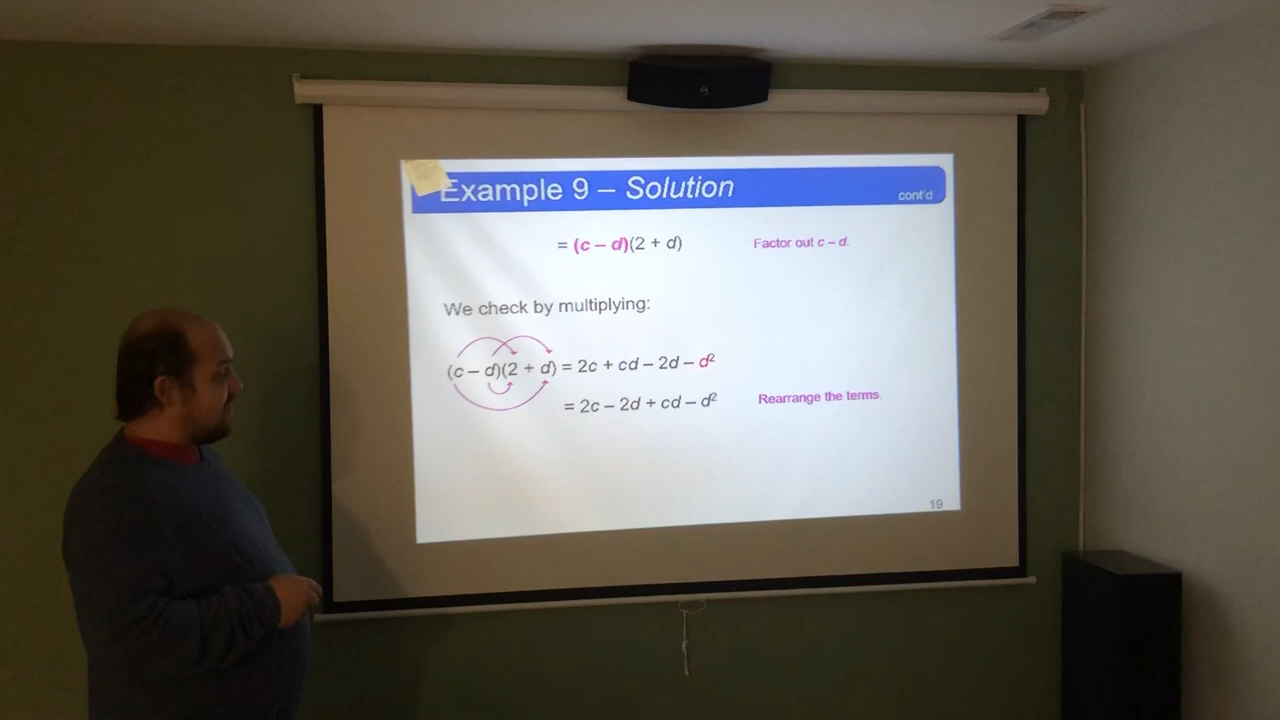 Example 9 – Solution
cont'd
= (c – d)(2 + d)
Factor out c – d.
We check by multiplying:
(c – d)(2 + d) = 2c + cd – 2d – d²
= 2c – 2d + cd – d²
Rearrange the terms.
19